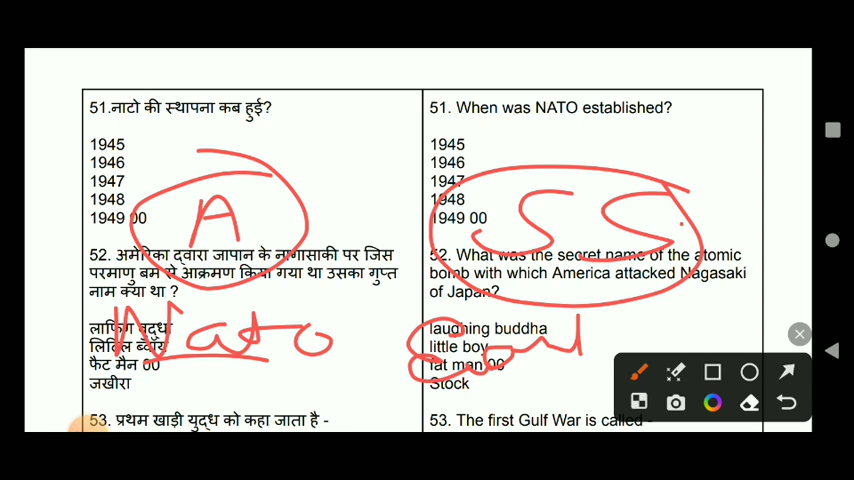 51.नाटो की स्थापना कब हुई?
1945
1946
1947
1948
1949 00
52. अमेरिका द्वारा जापान के नागासाकी पर जिस
परमाणु बम से आक्रमण किया गया था उसका गुप्त
नाम क्या था ?
लाफिंग बुद्धा
लिटिल ब्वॉय
फैट मैन 00
जखीरा
53. प्रथम खाड़ी युद्ध को कहा जाता है -
51. When was NATO established?
1945
1946
1947
1948
1949 00
52. What was the secret name of the atomic
bomb with which America attacked Nagasaki
of Japan?
laughing buddha
little boy
fat man 00
Stock
53. The first Gulf War is called -
A
SS
Nato